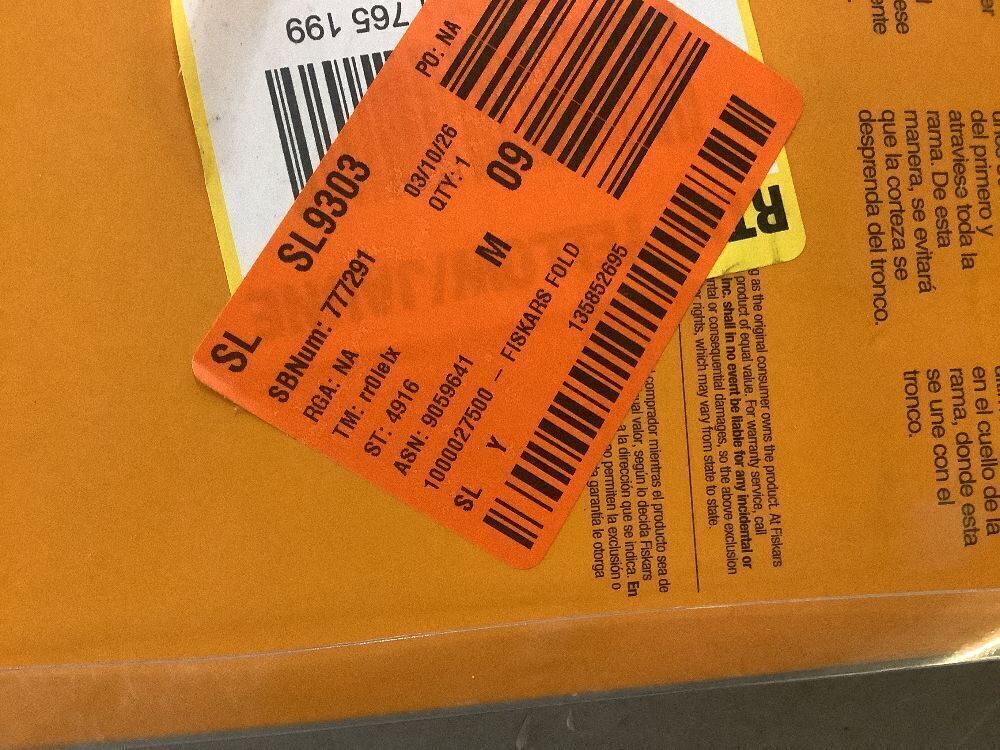 765 199
SL SL9303
SBNum: 777291
RGA: NA 03/10/26 PO: NA
TM: rr0lelx QTY: 1
ST: 4916
ASN: 9059641 M 09
1000027500 – FISKARS FOLD
SL Y 135852695
RT
del primero y
atraviese toda la
rama. De esta
manera, se evitará
que la corteza se
desprenda del tronco.
en el cuello de la
rama, donde esta
se une con el
tronco.
as the original consumer owns the product. At Fiskars
product of equal value. For warranty service, call
Inc. shall in no event be liable for any incidental or
or consequential damages, so the above exclusion
rights, which may vary from state to state.
comprador mientras el producto sea de
valor, según lo decida Fiskars
a la dirección que se indica. En
no permiten la exclusión o
garantía le otorga